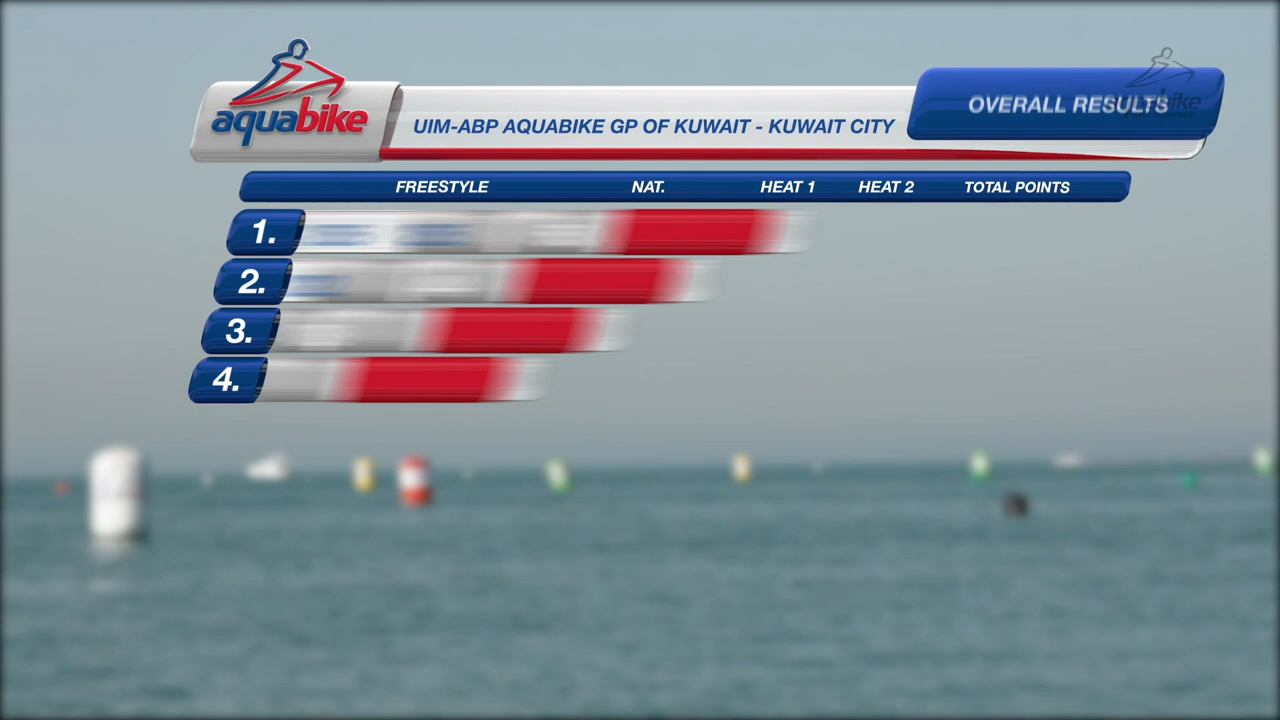 aquabike
UIM-ABP AQUABIKE GP OF KUWAIT - KUWAIT CITY
OVERALL RESULTS
FREESTYLE NAT. HEAT 1 HEAT 2 TOTAL POINTS
1.
2.
3.
4.